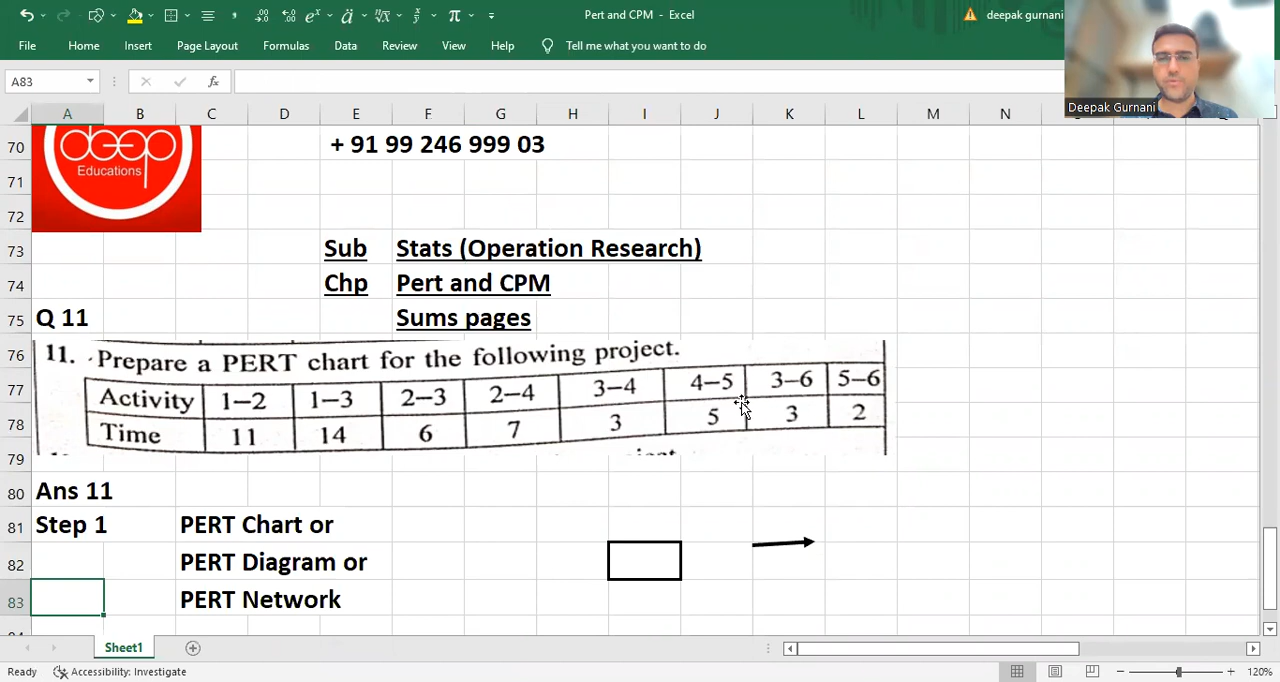 Pert and CPM - Excel
deepak gurnani
File Home Insert Page Layout Formulas Data Review View Help Tell me what you want to do
A83
fx
Deepak Gurnani
A B C D E F G H I J K L M N O P
70
deep
Educations
+ 91 99 246 999 03
71
72
73
Sub Stats (Operation Research)
74
Chp Pert and CPM
75
Q 11 Sums pages
76
11. Prepare a PERT chart for the following project.
77
Activity 1–2 1–3 2–3 2–4 3–4 4–5 3–6 5–6
78
Time 11 14 6 7 3 5 3 2
79
80
Ans 11
81
Step 1 PERT Chart or
82
PERT Diagram or
83
PERT Network
Sheet1
Ready Accessibility: Investigate
120%